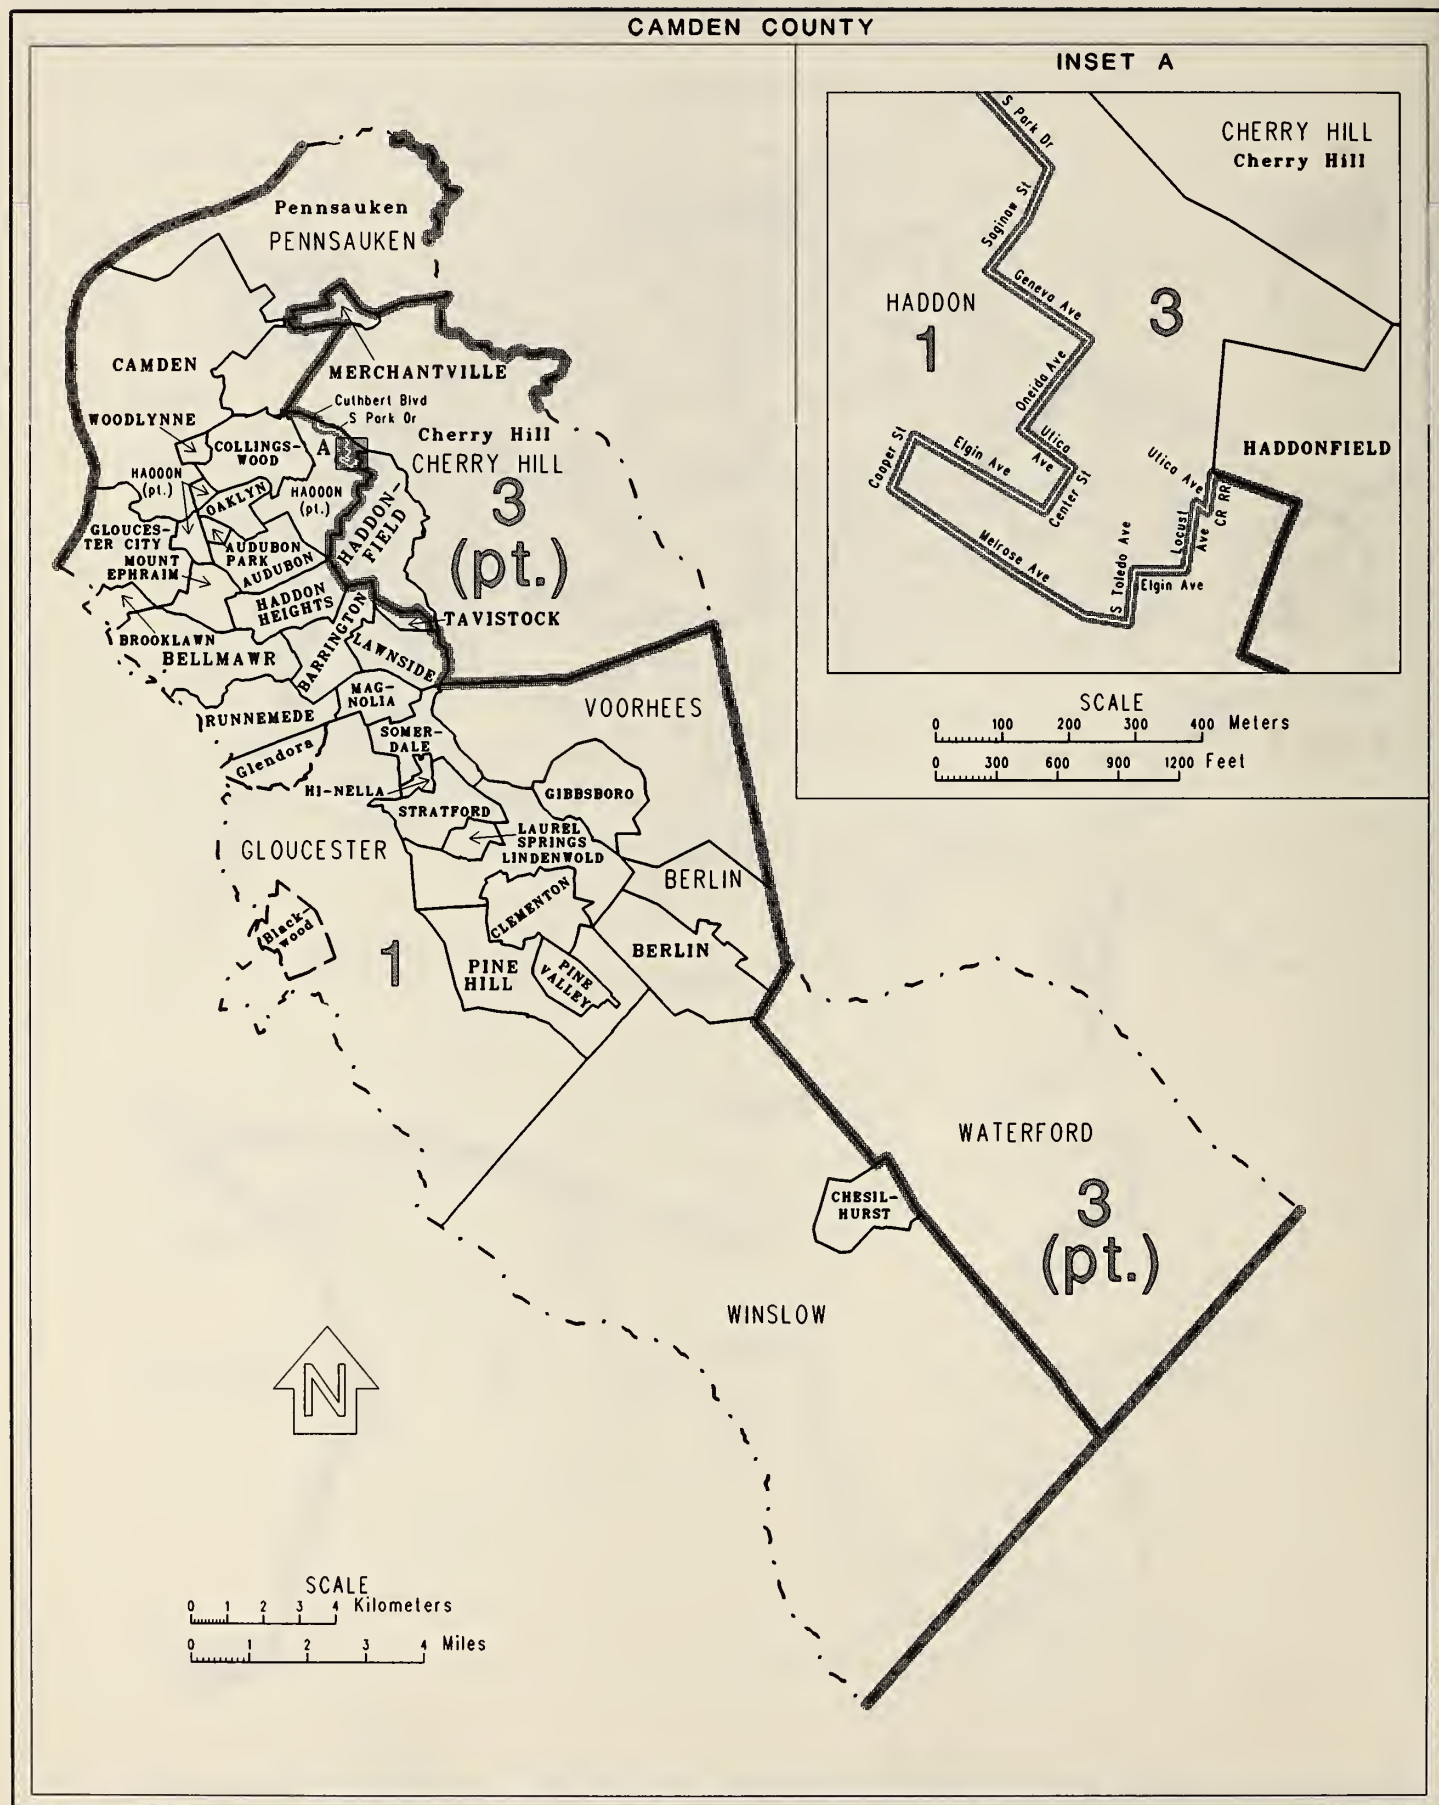 CAMDEN COUNTY
INSET A
S Park Dr
CHERRY HILL
Cherry Hill
Saginaw St
Geneva Ave
HADDON
1
3
Oneida Ave
Utica
Ave
Cooper St
Elgin Ave
Center St
HADDONFIELD
Utica Ave
CR RR
Locust
Ave
Melrose Ave
S Toledo Ave
Elgin Ave
SCALE
0 100 200 300 400 Meters
0 300 600 900 1200 Feet
Pennsauken
PENNSAUKEN
CAMDEN
MERCHANTVILLE
Cuthbert Blvd
S Park Dr
WOODLYNNE
COLLINGS-
WOOD
A
Cherry Hill
CHERRY HILL
3
(pt.)
HADDON
(pt.)
OAKLYN
HADDON
(pt.)
HADDON-
FIELD
GLOUCES-
TER CITY
AUDUBON
PARK
MOUNT
EPHRAIM
AUDUBON
HADDON
HEIGHTS
TAVISTOCK
BROOKLAWN
BELLMAWR
BARRINGTON
LAWNSIDE
MAG-
NOLIA
VOORHEES
RUNNEMEDE
SOMER-
DALE
Glendora
HI-NELLA
GIBBSBORO
STRATFORD
LAUREL
SPRINGS
LINDENWOLD
GLOUCESTER
BERLIN
CLEMENTON
Black-
wood
1
BERLIN
PINE
HILL
PINE
VALLEY
WATERFORD
3
(pt.)
CHESIL-
HURST
WINSLOW
N
SCALE
0 1 2 3 4 Kilometers
0 1 2 3 4 Miles